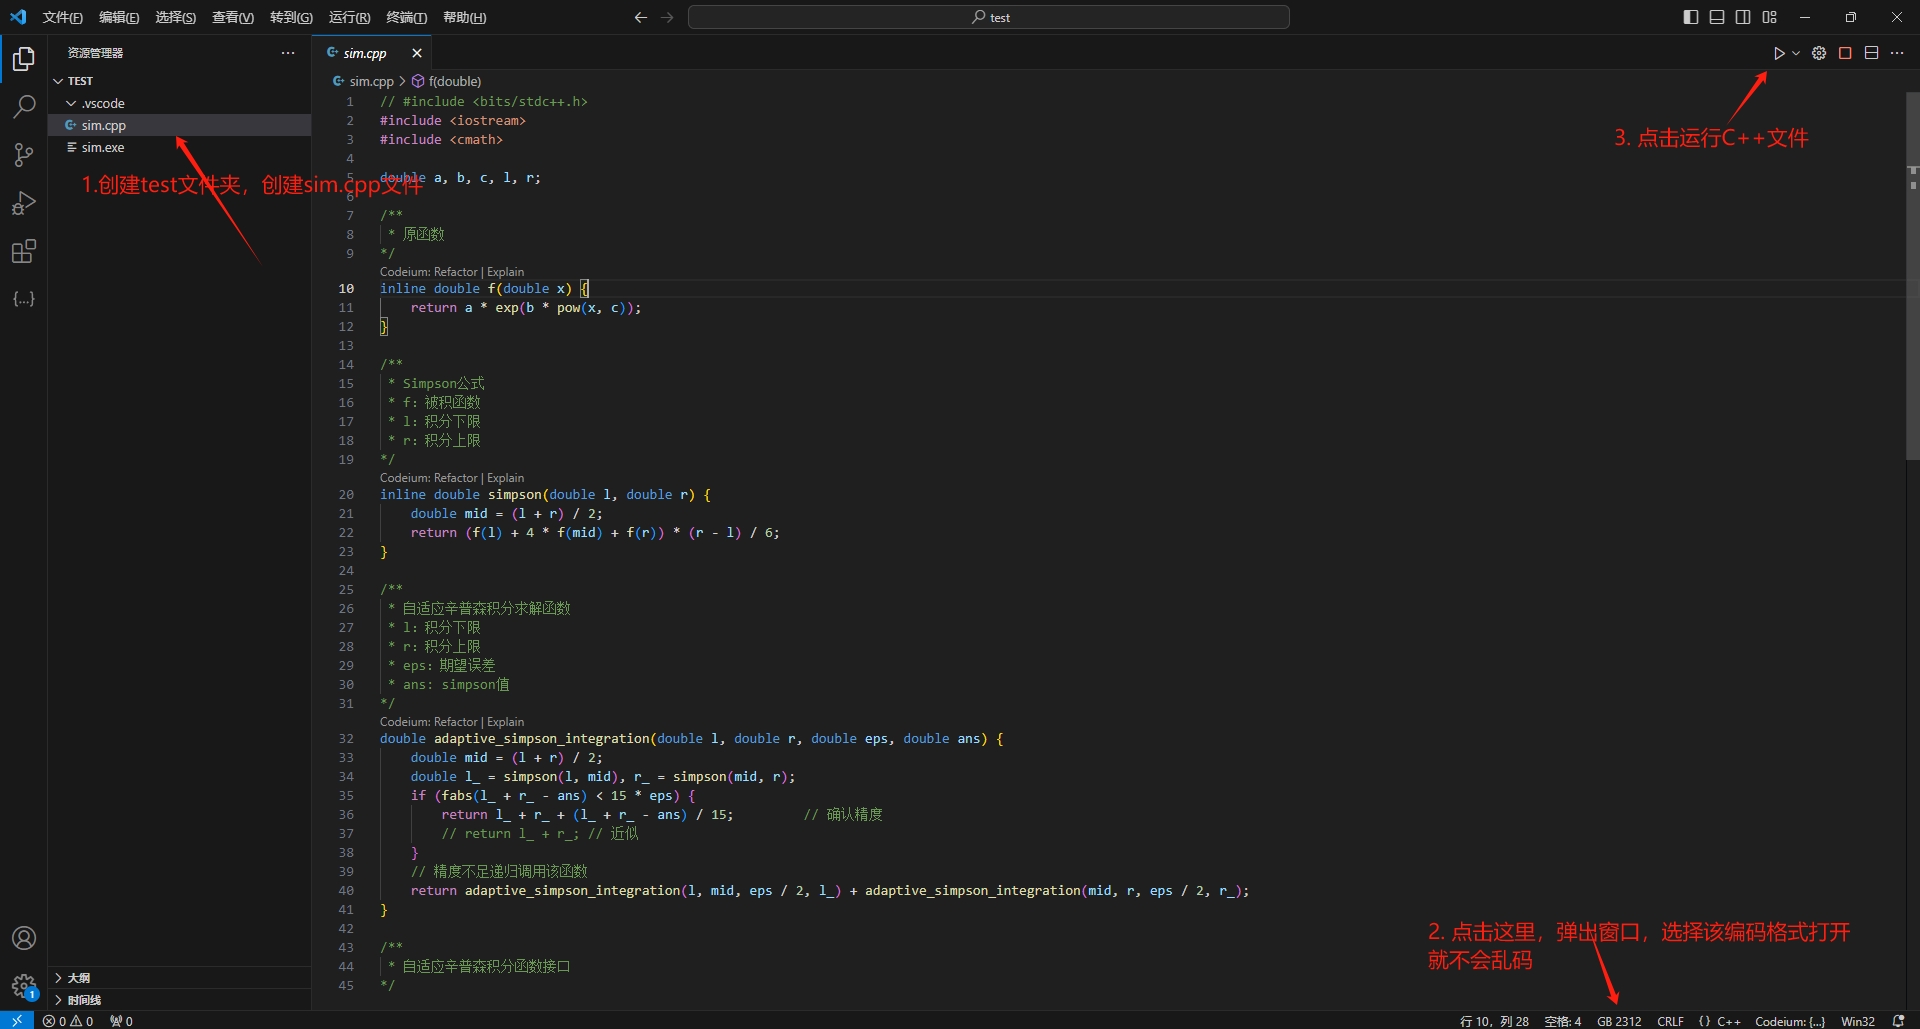 文件(F) 编辑(E) 选择(S) 查看(V) 转到(G) 运行(R) 终端(T) 帮助(H)
test
资源管理器
TEST
.vscode
sim.cpp
sim.exe
1.创建test文件夹，创建sim.cpp文件
大纲
时间线
sim.cpp
sim.cpp > f(double)
3. 点击运行C++文件
1 // #include <bits/stdc++.h>
2 #include <iostream>
3 #include <cmath>
4
5 double a, b, c, l, r;
6
7 /**
8 * 原函数
9 */
Codeium: Refactor | Explain
10 inline double f(double x) {
11 return a * exp(b * pow(x, c));
12 }
13
14 /**
15 * Simpson公式
16 * f: 被积函数
17 * l: 积分下限
18 * r: 积分上限
19 */
Codeium: Refactor | Explain
20 inline double simpson(double l, double r) {
21 double mid = (l + r) / 2;
22 return (f(l) + 4 * f(mid) + f(r)) * (r - l) / 6;
23 }
24
25 /**
26 * 自适应辛普森积分求解函数
27 * l: 积分下限
28 * r: 积分上限
29 * eps: 期望误差
30 * ans: simpson值
31 */
Codeium: Refactor | Explain
32 double adaptive_simpson_integration(double l, double r, double eps, double ans) {
33 double mid = (l + r) / 2;
34 double l_ = simpson(l, mid), r_ = simpson(mid, r);
35 if (fabs(l_ + r_ - ans) < 15 * eps) {
36 return l_ + r_ + (l_ + r_ - ans) / 15; // 确认精度
37 // return l_ + r_; // 近似
38 }
39 // 精度不足递归调用该函数
40 return adaptive_simpson_integration(l, mid, eps / 2, l_) + adaptive_simpson_integration(mid, r, eps / 2, r_);
41 }
42
43 /**
44 * 自适应辛普森积分函数接口
45 */
2. 点击这里，弹出窗口，选择该编码格式打开
就不会乱码
1
0 0 0
行 10，列 28 空格: 4 GB 2312 CRLF {} C++ Codeium: {...} Win32